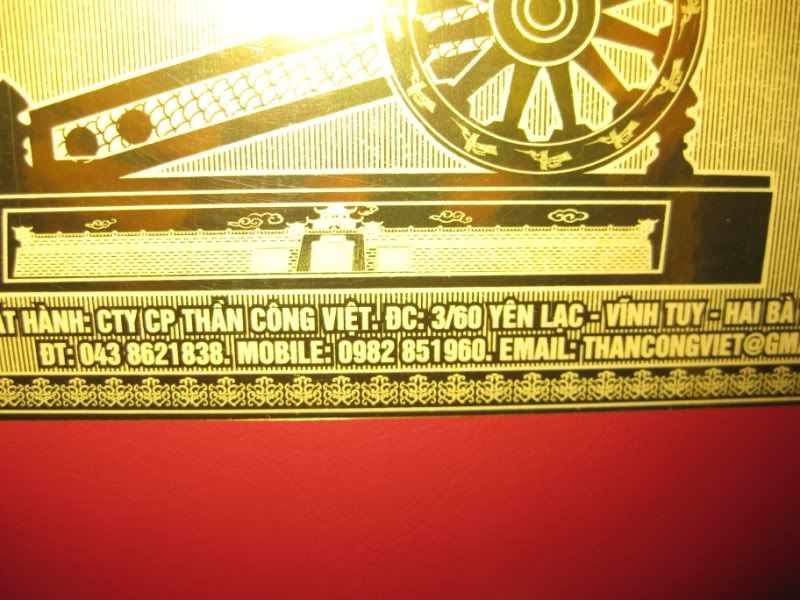 ÁT HÀNH: CTY CP THẦN CÔNG VIỆT. ĐC: 3/60 YÊN LẠC - VĨNH TUY - HAI BÀ
ĐT: 043 8621838. MOBILE: 0982 851960. EMAIL: THANCONGVIET@GMA